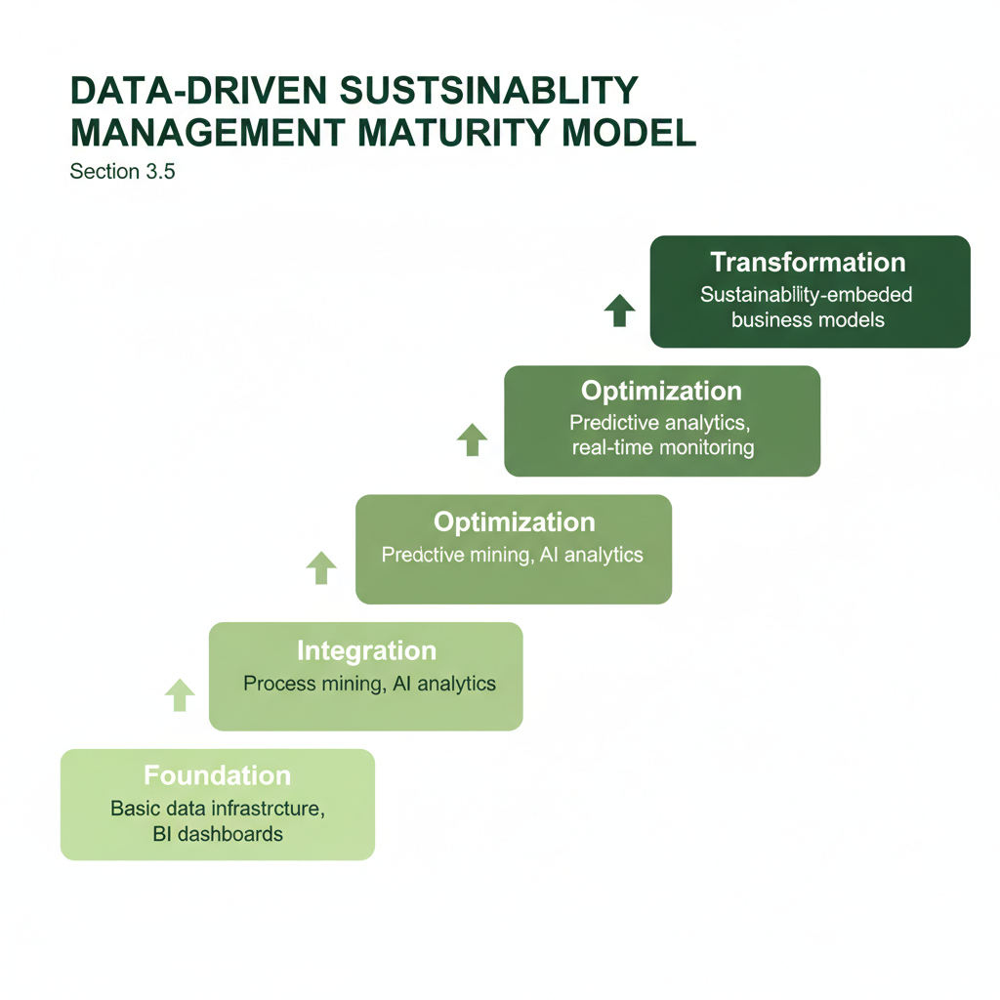 DATA-DRIVEN SUSTSINABLITY
MANAGEMENT MATURITY MODEL
Section 3.5
Transformation
Sustainability-embeded
business models
Optimization
Predictive analytics,
real-time monitoring
Optimization
Predctive mining, AI analytics
Integration
Process mining, AI analytics
Foundation
Basic data infrastrcture,
BI dashboards